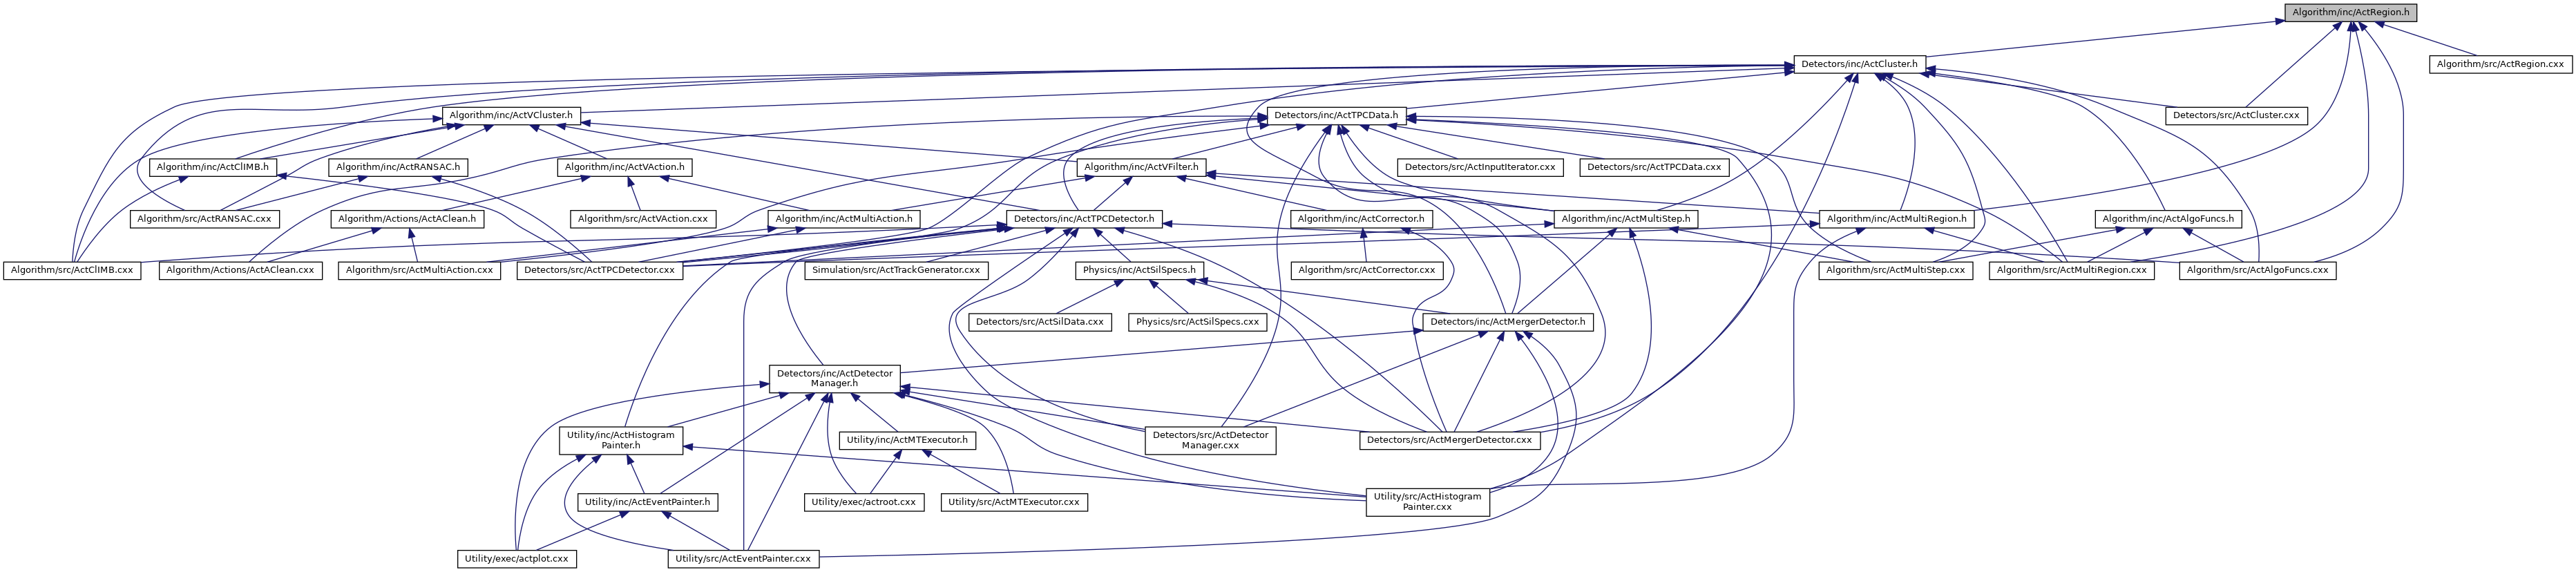 Algorithm/inc/ActRegion.h
Detectors/inc/ActCluster.h
Algorithm/src/ActRegion.cxx
Algorithm/inc/ActVCluster.h
Detectors/inc/ActTPCData.h
Detectors/src/ActCluster.cxx
Algorithm/inc/ActClIMB.h
Algorithm/inc/ActRANSAC.h
Algorithm/inc/ActVAction.h
Algorithm/inc/ActVFilter.h
Detectors/src/ActInputIterator.cxx
Detectors/src/ActTPCData.cxx
Algorithm/src/ActRANSAC.cxx
Algorithm/Actions/ActAClean.h
Algorithm/src/ActVAction.cxx
Algorithm/inc/ActMultiAction.h
Detectors/inc/ActTPCDetector.h
Algorithm/inc/ActCorrector.h
Algorithm/inc/ActMultiStep.h
Algorithm/inc/ActMultiRegion.h
Algorithm/inc/ActAlgoFuncs.h
Algorithm/src/ActClIMB.cxx
Algorithm/Actions/ActAClean.cxx
Algorithm/src/ActMultiAction.cxx
Detectors/src/ActTPCDetector.cxx
Simulation/src/ActTrackGenerator.cxx
Physics/inc/ActSilSpecs.h
Algorithm/src/ActCorrector.cxx
Algorithm/src/ActMultiStep.cxx
Algorithm/src/ActMultiRegion.cxx
Algorithm/src/ActAlgoFuncs.cxx
Detectors/src/ActSilData.cxx
Physics/src/ActSilSpecs.cxx
Detectors/inc/ActMergerDetector.h
Detectors/inc/ActDetector
Manager.h
Utility/inc/ActHistogram
Painter.h
Utility/inc/ActMTExecutor.h
Detectors/src/ActDetector
Manager.cxx
Detectors/src/ActMergerDetector.cxx
Utility/inc/ActEventPainter.h
Utility/exec/actroot.cxx
Utility/src/ActMTExecutor.cxx
Utility/src/ActHistogram
Painter.cxx
Utility/exec/actplot.cxx
Utility/src/ActEventPainter.cxx